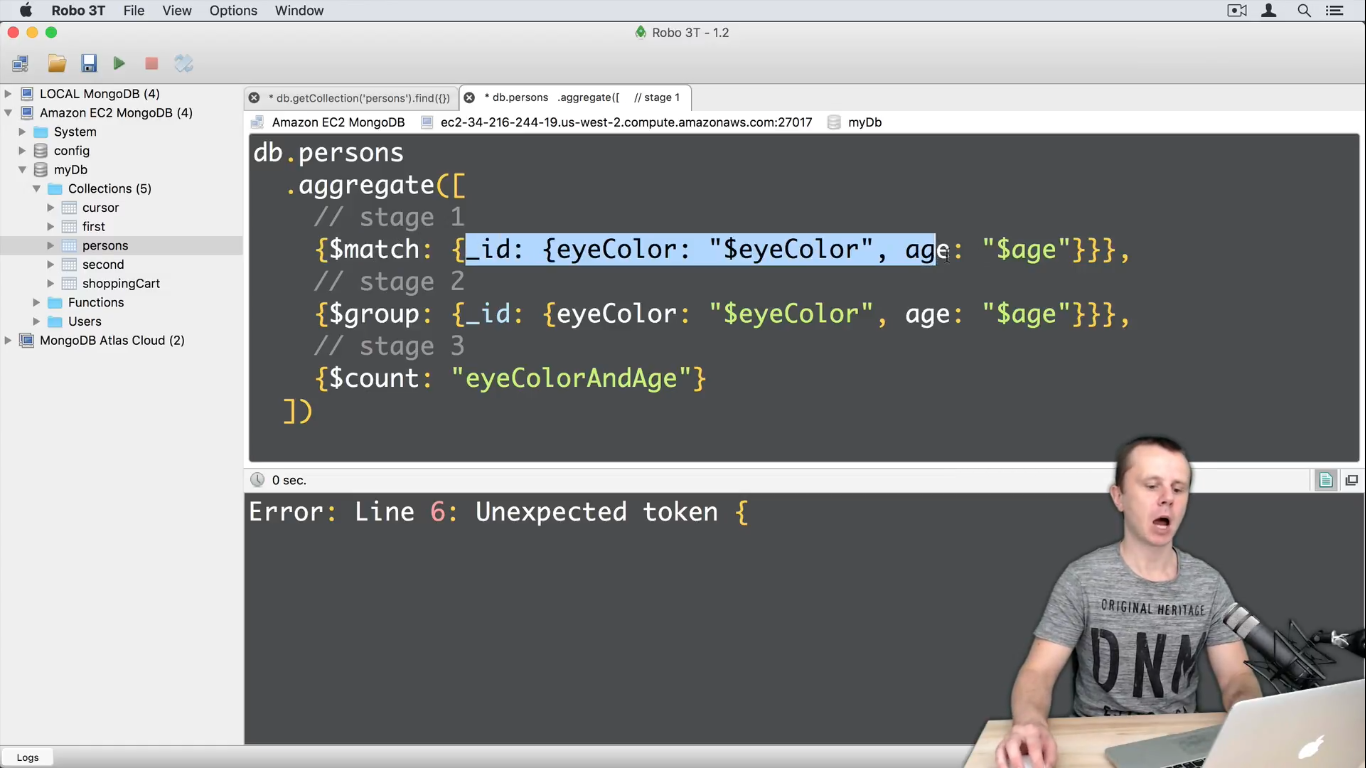 Robo 3T File View Options Window
Robo 3T - 1.2
LOCAL MongoDB (4)
Amazon EC2 MongoDB (4)
System
config
myDb
Collections (5)
cursor
first
persons
second
shoppingCart
Functions
Users
MongoDB Atlas Cloud (2)
* db.getCollection('persons').find({}) * db.persons .aggregate([ // stage 1
Amazon EC2 MongoDB ec2-34-216-244-19.us-west-2.compute.amazonaws.com:27017 myDb
db.persons
.aggregate([
// stage 1
{$match: {_id: {eyeColor: "$eyeColor", age: "$age"}}},
// stage 2
{$group: {_id: {eyeColor: "$eyeColor", age: "$age"}}},
// stage 3
{$count: "eyeColorAndAge"}
])
0 sec.
Error: Line 6: Unexpected token {
ORIGINAL HERITAGE
DNM
Logs